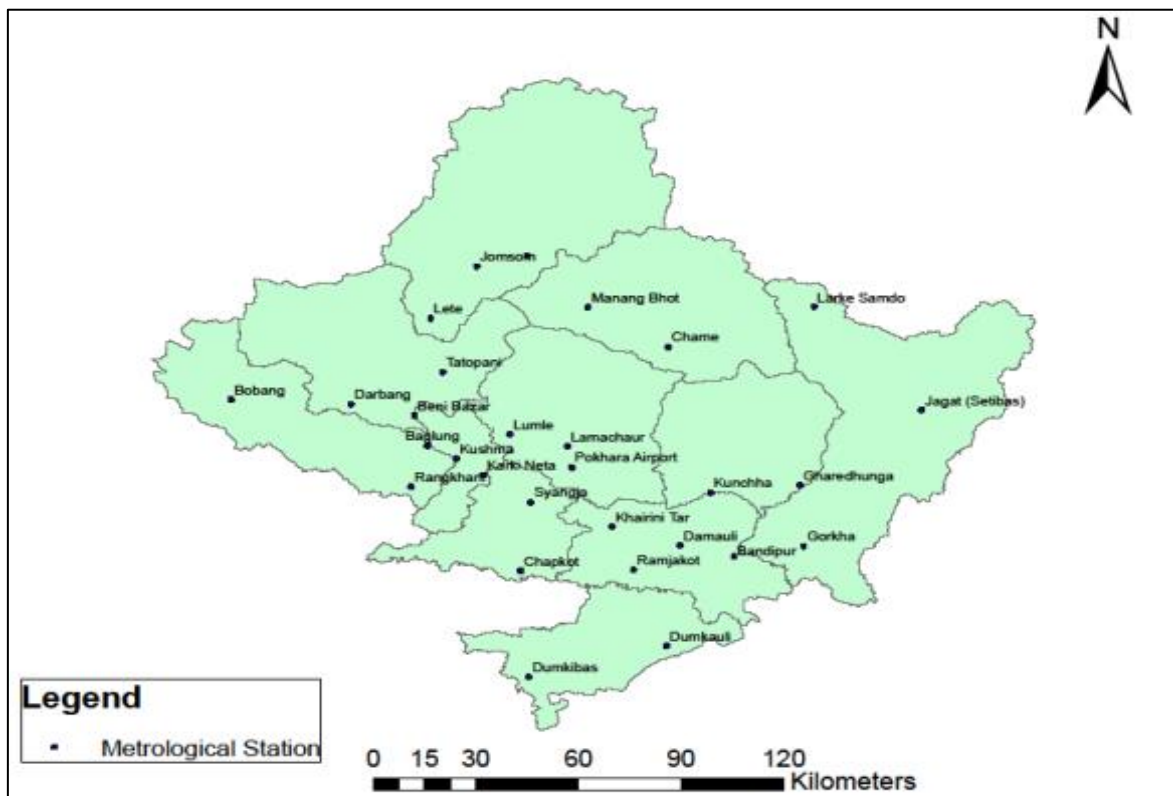 N
Jomsom
Manang Bhot
Larke Samdo
Lete
Chame
Tatopani
Bobang
Darbang
Beni Bazar
Jagat (Setibas)
Baglung
Lumle
Lamachaur
Kushma
Karki Neta
Pokhara Airport
Rangkhani
Syangja
Kunchha
Gharedhunga
Khairini Tar
Damauli
Bandipur
Gorkha
Chapkot
Ramjakot
Dumkauli
Dumkibas
Legend
Metrological Station
0 15 30 60 90 120
Kilometers